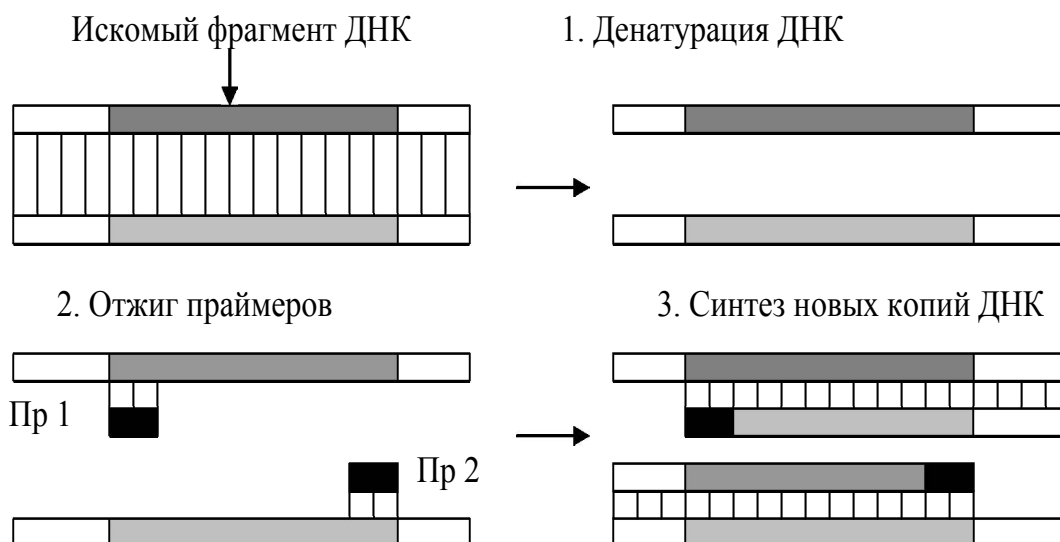 Искомый фрагмент ДНК
1. Денатурация ДНК
2. Отжиг праймеров
3. Синтез новых копий ДНК
Пр 1
Пр 2